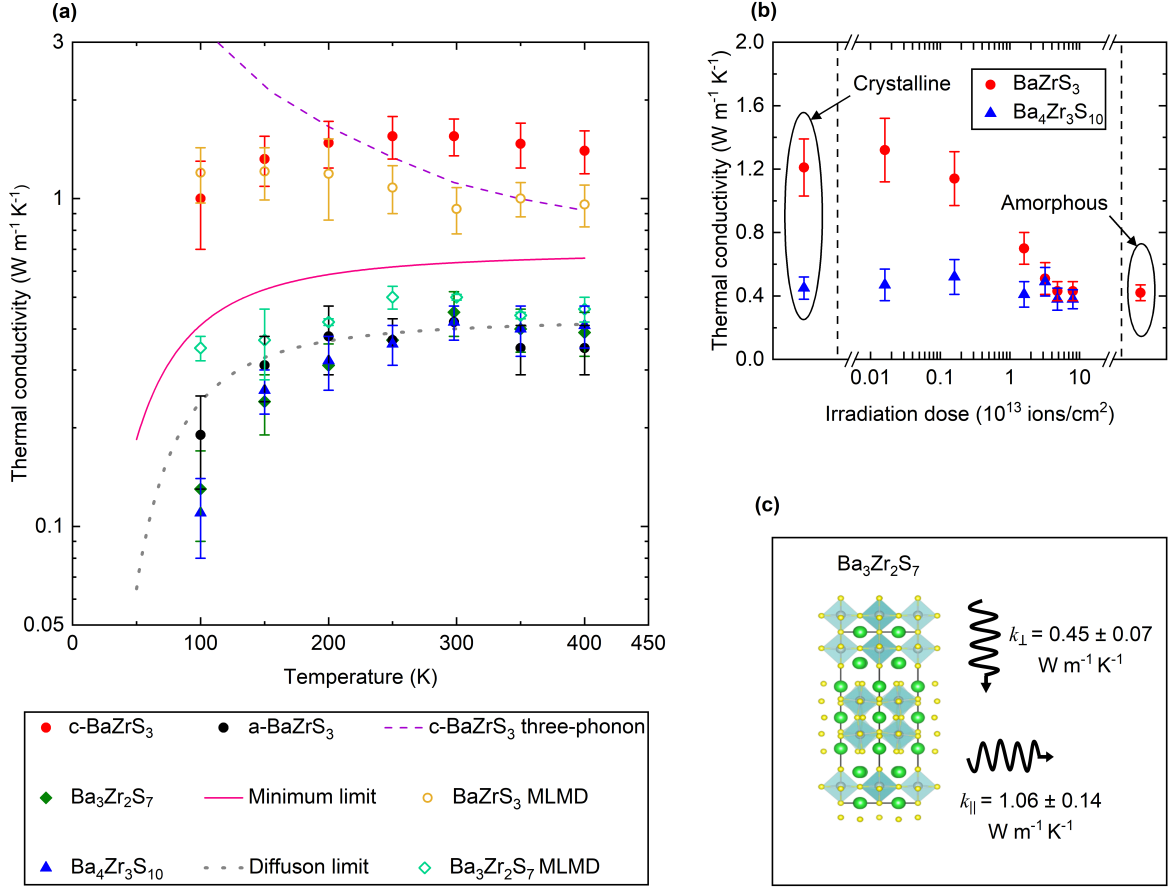 (a)
Thermal conductivity (W m⁻¹ K⁻¹)
3
1
0.1
0.05
0 50 100 150 200 250 300 350 400 450
Temperature (K)
c-BaZrS₃ a-BaZrS₃ c-BaZrS₃ three-phonon
Ba₃Zr₂S₇ Minimum limit BaZrS₃ MLMD
Ba₄Zr₃S₁₀ Diffuson limit Ba₃Zr₂S₇ MLMD
(b)
Thermal conductivity (W m⁻¹ K⁻¹)
2.0
1.6
1.2
0.8
0.4
0.0
Crystalline
BaZrS₃
Ba₄Zr₃S₁₀
Amorphous
0.01 0.1 1 10
Irradiation dose (10¹³ ions/cm²)
(c)
Ba₃Zr₂S₇
k⊥ = 0.45 ± 0.07
W m⁻¹ K⁻¹
k|| = 1.06 ± 0.14
W m⁻¹ K⁻¹